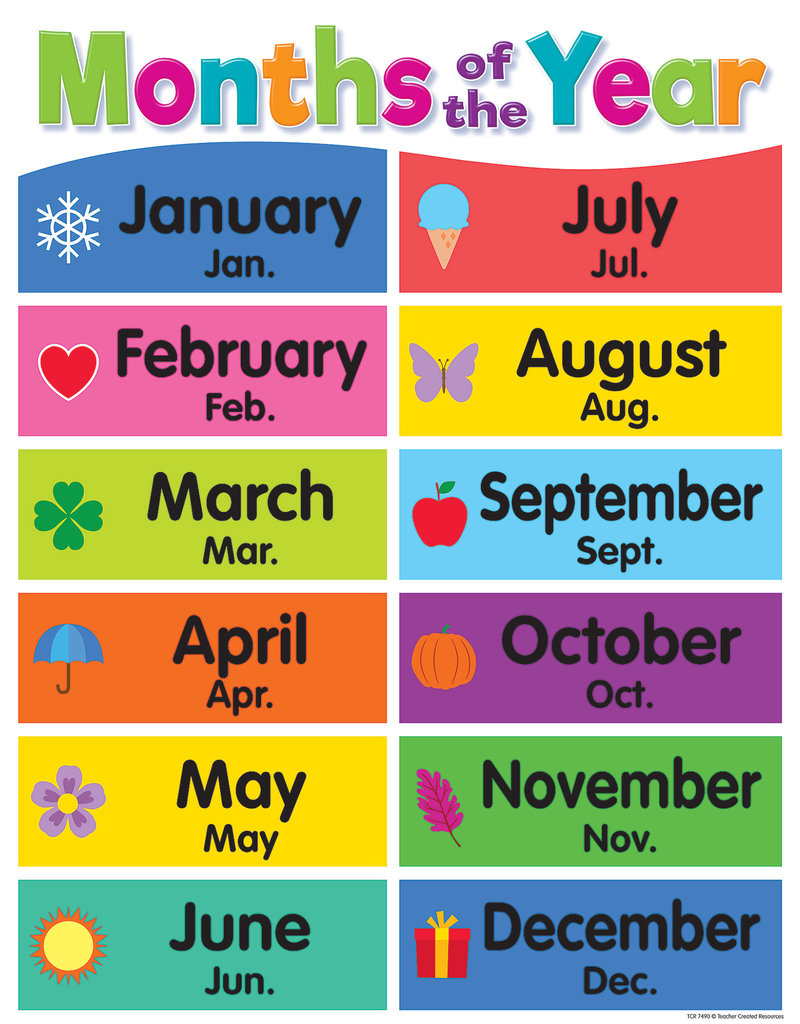 Months of the Year
January
Jan.
February
Feb.
March
Mar.
April
Apr.
May
May
June
Jun.
July
Jul.
August
Aug.
September
Sept.
October
Oct.
November
Nov.
December
Dec.
TCR 7490 © Teacher Created Resources